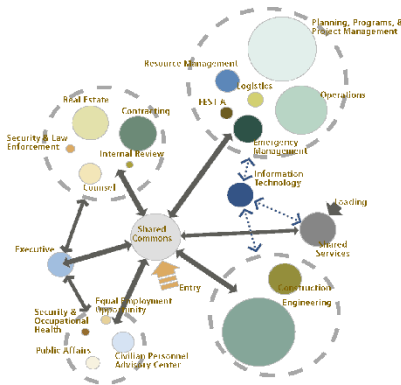 Planning, Programs, &
Project Management
Resource Management
Logistics
Real Estate
FEST A
Operations
Contracting
Security & Law
Enforcement
Internal Review
Emergency
Management
Counsel
Information
Technology
Loading
Shared
Commons
Executive
Shared
Services
Entry
Construction
Equal Employment
Opportunity
Engineering
Security &
Occupational
Health
Public Affairs
Civilian Personnel
Advisory Center